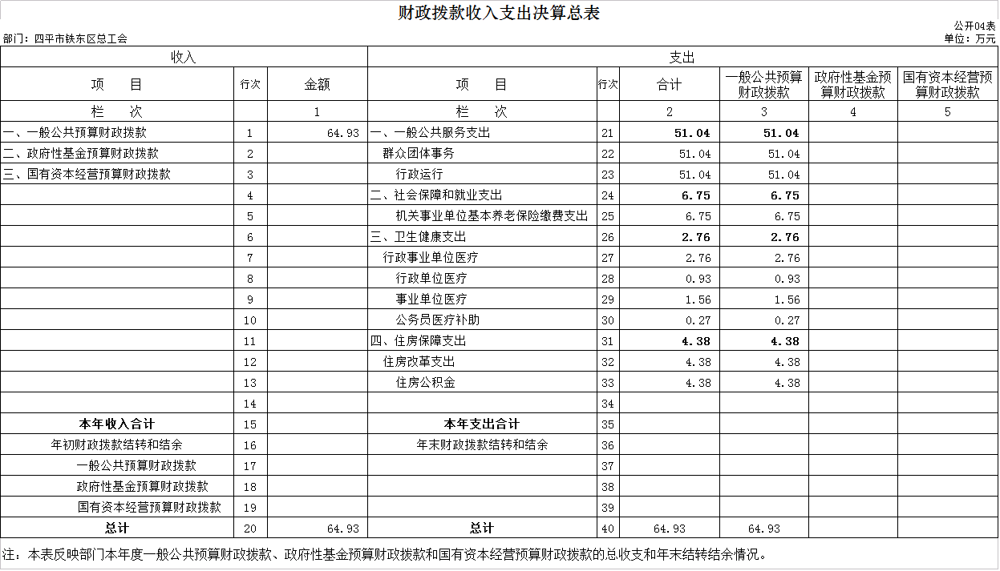 财政拨款收入支出决算总表
公开04表
部门：四平市铁东区总工会 单位：万元
收入 支出
项 目 行次 金额 项 目 行次 合计 一般公共预算财政拨款 政府性基金预算财政拨款 国有资本经营预算财政拨款
栏 次 1 栏 次 2 3 4 5
一、一般公共预算财政拨款 1 64.93 一、一般公共服务支出 21 51.04 51.04
二、政府性基金预算财政拨款 2 群众团体事务 22 51.04 51.04
三、国有资本经营预算财政拨款 3 行政运行 23 51.04 51.04
4 二、社会保障和就业支出 24 6.75 6.75
5 机关事业单位基本养老保险缴费支出 25 6.75 6.75
6 三、卫生健康支出 26 2.76 2.76
7 行政事业单位医疗 27 2.76 2.76
8 行政单位医疗 28 0.93 0.93
9 事业单位医疗 29 1.56 1.56
10 公务员医疗补助 30 0.27 0.27
11 四、住房保障支出 31 4.38 4.38
12 住房改革支出 32 4.38 4.38
13 住房公积金 33 4.38 4.38
14 34
本年收入合计 15 本年支出合计 35
年初财政拨款结转和结余 16 年末财政拨款结转和结余 36
一般公共预算财政拨款 17 37
政府性基金预算财政拨款 18 38
国有资本经营预算财政拨款 19 39
总计 20 64.93 总计 40 64.93 64.93
注：本表反映部门本年度一般公共预算财政拨款、政府性基金预算财政拨款和国有资本经营预算财政拨款的总收支和年末结转结余情况。